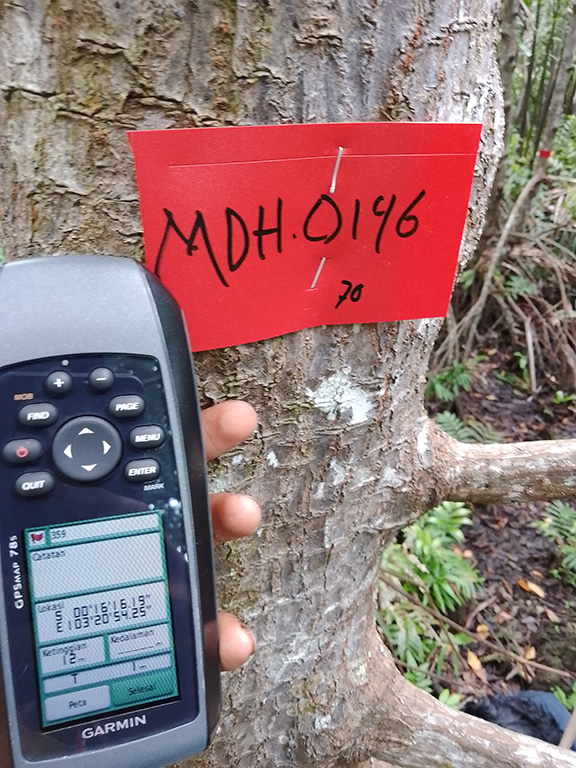 MDH.0196
70
MOB
FIND
PAGE
MENU
QUIT
ENTER
MARK
GPSMAP 78s
359
Catatan
Lokasi
S 00°16'16.19"
E 103°20'54.25"
Ketinggian
Kedalaman
12 m
Peta
Selesai
GARMIN